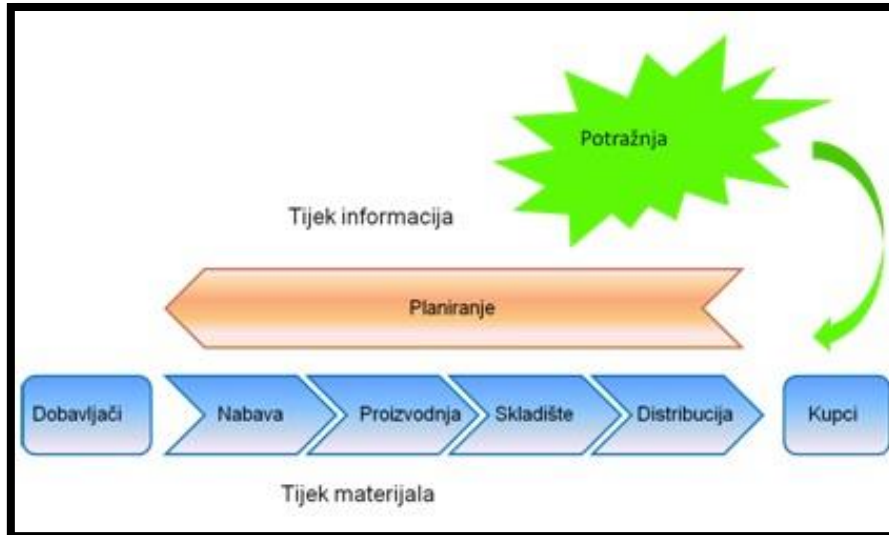 Potražnja
Tijek informacija
Planiranje
Dobavljači
Nabava
Proizvodnja
Skladište
Distribucija
Kupci
Tijek materijala